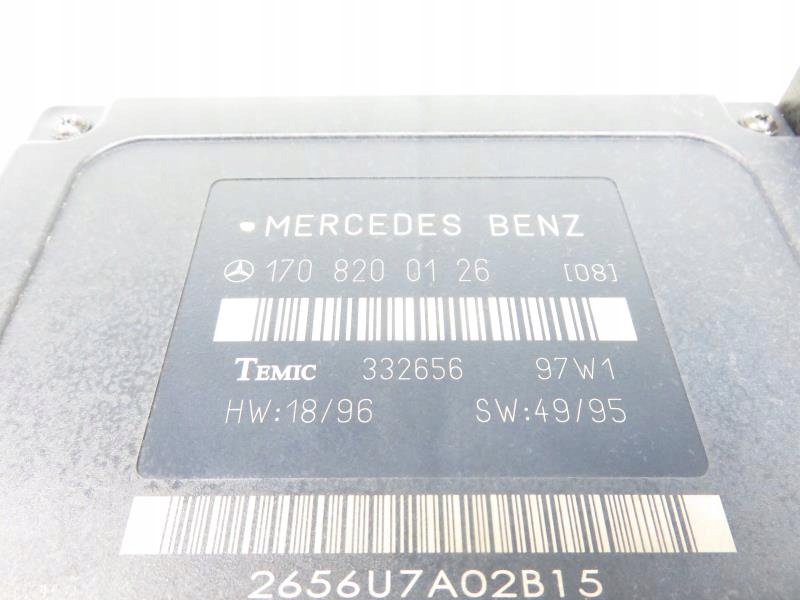 MERCEDES BENZ
170 820 01 26 [08]
TEMIC 332656 97W1
HW:18/96 SW:49/95
2656U7A02B15